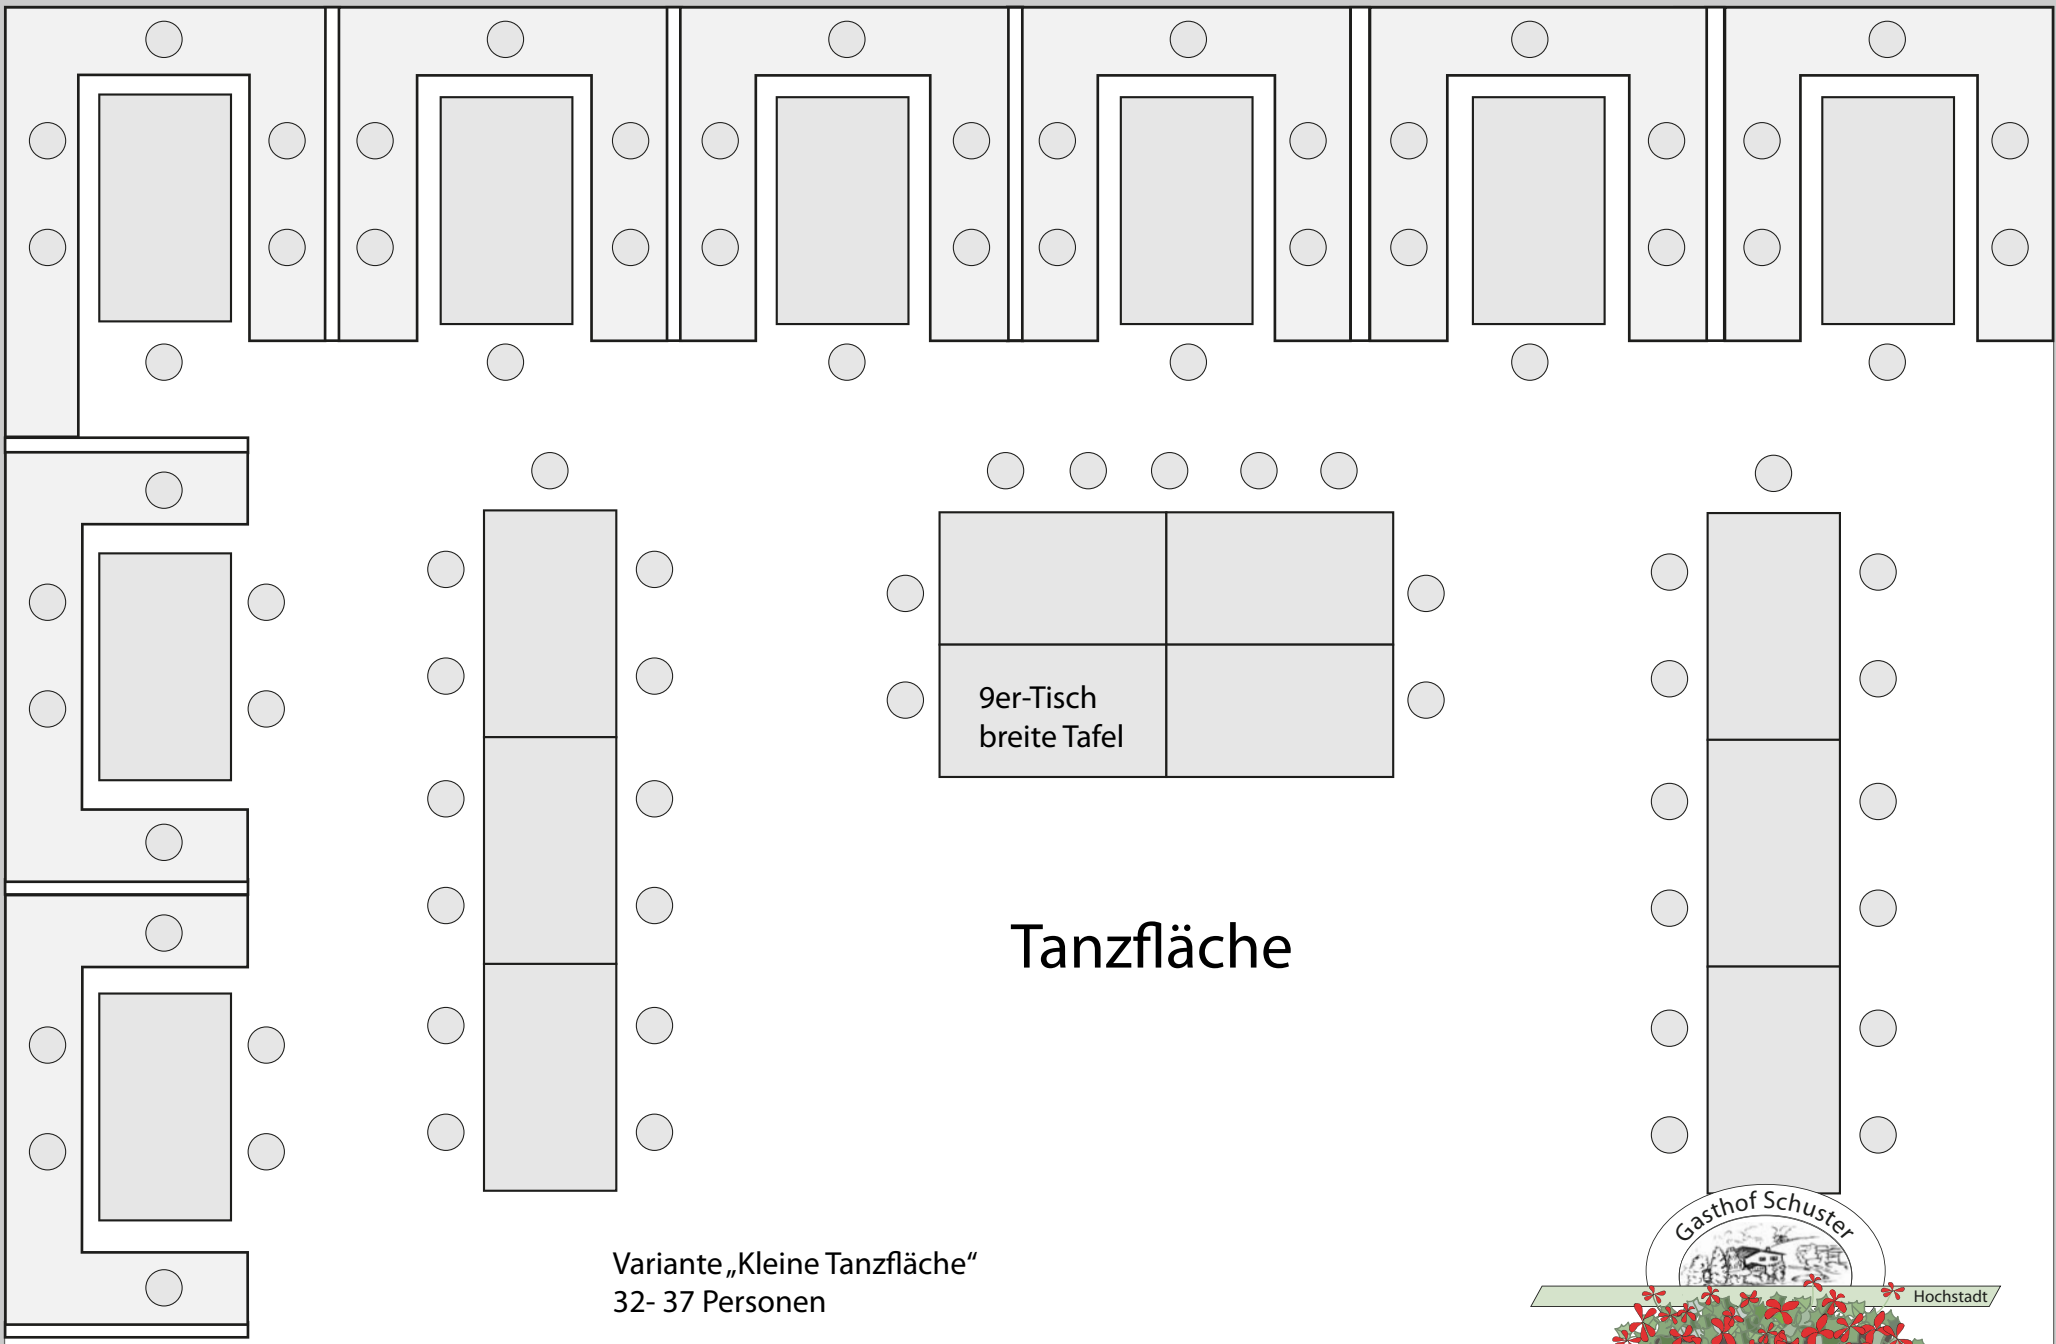 9er-Tisch
breite Tafel
Tanzfläche
Variante „Kleine Tanzfläche“
32- 37 Personen
Gasthof Schuster
Hochstadt